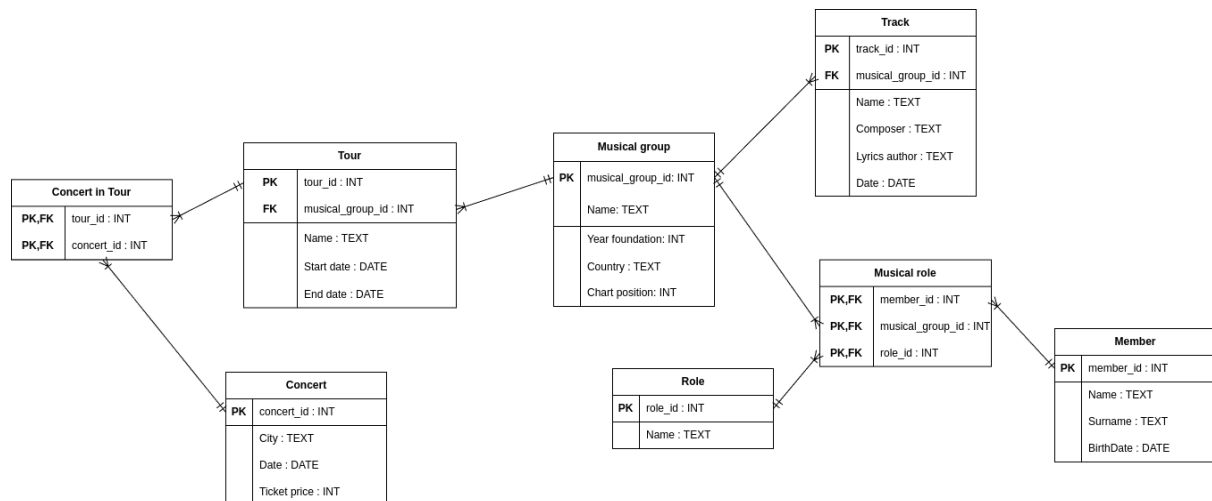 Track
PK track_id : INT
FK musical_group_id : INT
Name : TEXT
Composer : TEXT
Lyrics author : TEXT
Date : DATE
Musical group
PK musical_group_id: INT
Name: TEXT
Year foundation: INT
Country : TEXT
Chart position: INT
Tour
PK tour_id : INT
FK musical_group_id : INT
Name : TEXT
Start date : DATE
End date : DATE
Concert in Tour
PK,FK tour_id : INT
PK,FK concert_id : INT
Musical role
PK,FK member_id : INT
PK,FK musical_group_id : INT
PK,FK role_id : INT
Member
PK member_id : INT
Name : TEXT
Surname : TEXT
BirthDate : DATE
Role
PK role_id : INT
Name : TEXT
Concert
PK concert_id : INT
City : TEXT
Date : DATE
Ticket price : INT